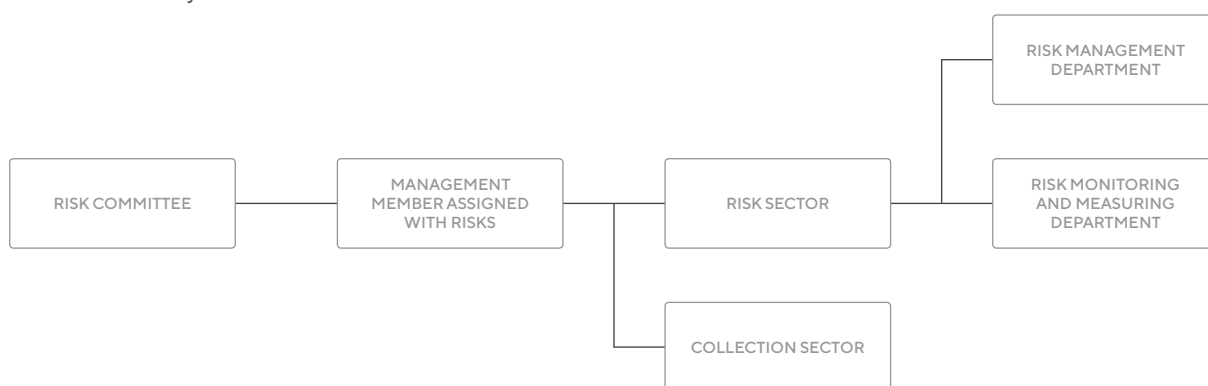 RISK MANAGEMENT
DEPARTMENT
RISK COMMITTEE
MANAGEMENT
MEMBER ASSIGNED
WITH RISKS
RISK SECTOR
RISK MONITORING
AND MEASURING
DEPARTMENT
COLLECTION SECTOR